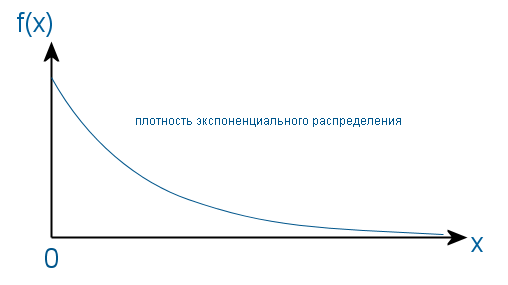 f(x)
плотность экспоненциального распределения
x
0